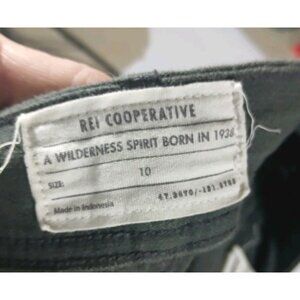 REI COOPERATIVE
A WILDERNESS SPIRIT BORN IN 1938
SIZE:
10
Made in Indonesia